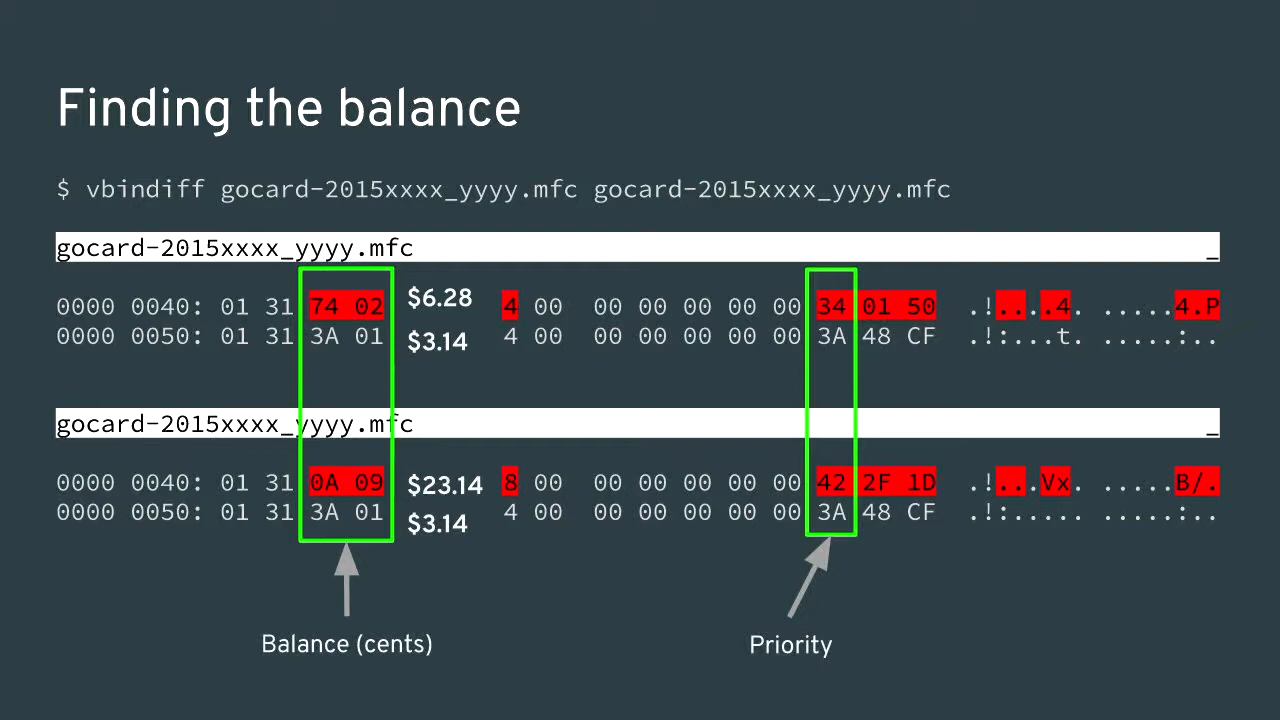 Finding the balance
$ vbindiff gocard-2015xxxx_yyyy.mfc gocard-2015xxxx_yyyy.mfc
gocard-2015xxxx_yyyy.mfc _
0000 0040: 01 31 74 02 $6.28 4 00 00 00 00 00 00 34 01 50 .!....4. .....4.P
0000 0050: 01 31 3A 01 $3.14 4 00 00 00 00 00 00 3A 48 CF .!:...t. .....:..
gocard-2015xxxx_yyyy.mfc _
0000 0040: 01 31 0A 09 $23.14 8 00 00 00 00 00 00 42 2F 1D .!...Vx. .....B/.
0000 0050: 01 31 3A 01 $3.14 4 00 00 00 00 00 00 3A 48 CF .!:..... .....:..
Balance (cents)
Priority